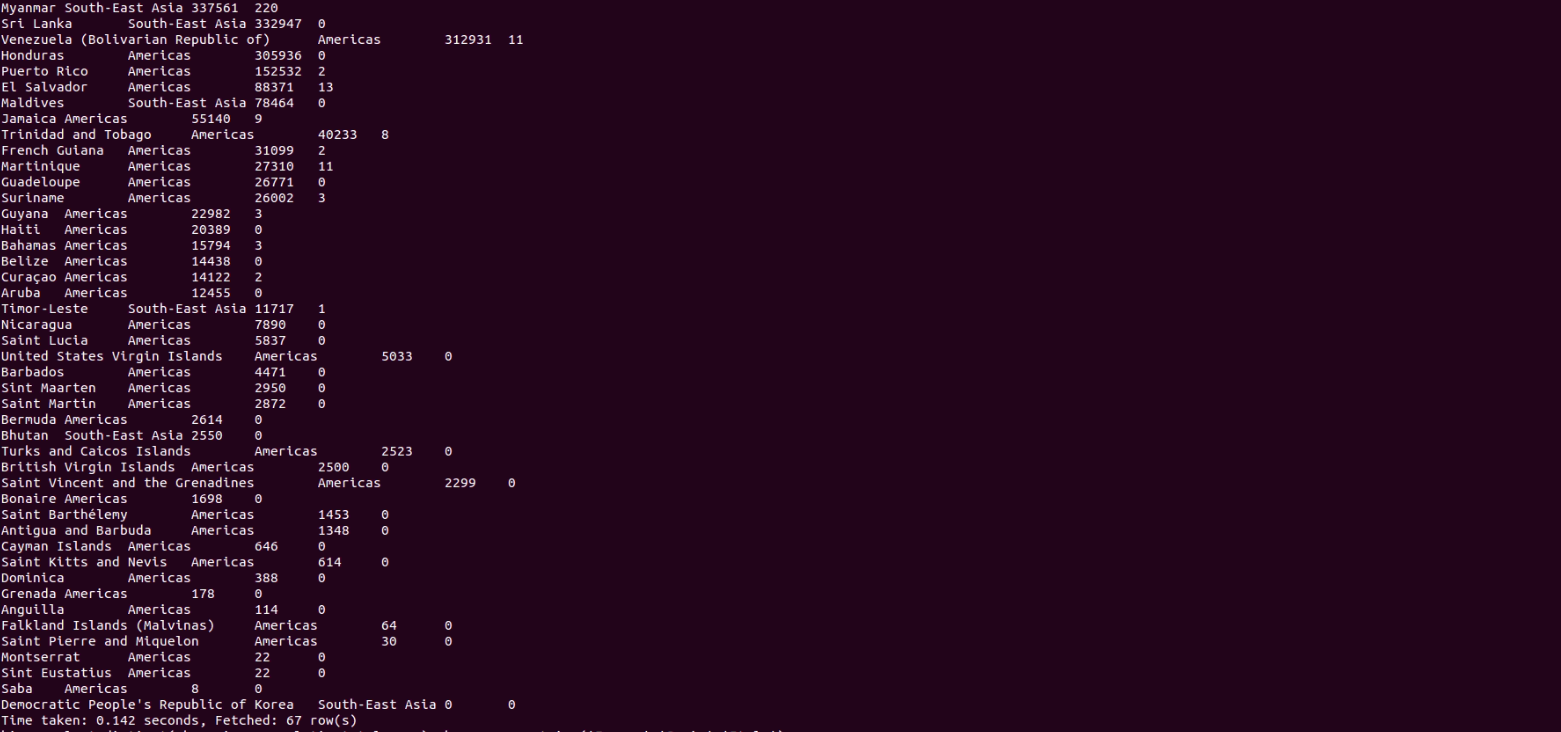 Myanmar South-East Asia 337561 220
Sri Lanka South-East Asia 332947 0
Venezuela (Bolivarian Republic of) Americas 312931 11
Honduras Americas 305936 0
Puerto Rico Americas 152532 2
El Salvador Americas 88371 13
Maldives South-East Asia 78464 0
Jamaica Americas 55140 9
Trinidad and Tobago Americas 40233 8
French Guiana Americas 31099 2
Martinique Americas 27310 11
Guadeloupe Americas 26771 0
Suriname Americas 26002 3
Guyana Americas 22982 3
Haiti Americas 20389 0
Bahamas Americas 15794 3
Belize Americas 14438 0
Curaçao Americas 14122 2
Aruba Americas 12455 0
Timor-Leste South-East Asia 11717 1
Nicaragua Americas 7890 0
Saint Lucia Americas 5837 0
United States Virgin Islands Americas 5033 0
Barbados Americas 4471 0
Sint Maarten Americas 2950 0
Saint Martin Americas 2872 0
Bermuda Americas 2614 0
Bhutan South-East Asia 2550 0
Turks and Caicos Islands Americas 2523 0
British Virgin Islands Americas 2500 0
Saint Vincent and the Grenadines Americas 2299 0
Bonaire Americas 1698 0
Saint Barthélemy Americas 1453 0
Antigua and Barbuda Americas 1348 0
Cayman Islands Americas 646 0
Saint Kitts and Nevis Americas 614 0
Dominica Americas 388 0
Grenada Americas 178 0
Anguilla Americas 114 0
Falkland Islands (Malvinas) Americas 64 0
Saint Pierre and Miquelon Americas 30 0
Montserrat Americas 22 0
Sint Eustatius Americas 22 0
Saba Americas 8 0
Democratic People's Republic of Korea South-East Asia 0 0
Time taken: 0.142 seconds, Fetched: 67 row(s)